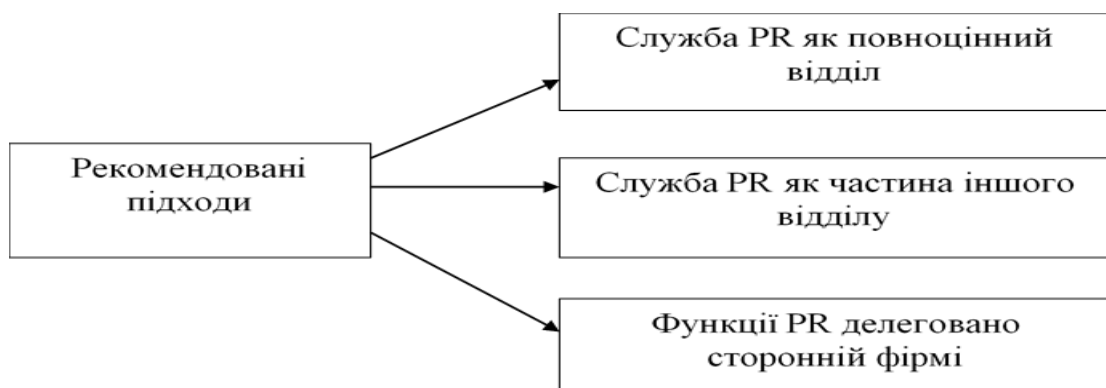 Служба PR як повноцінний
відділ
Рекомендовані
підходи
Служба PR як частина іншого
відділу
Функції PR делеговано
сторонній фірмі